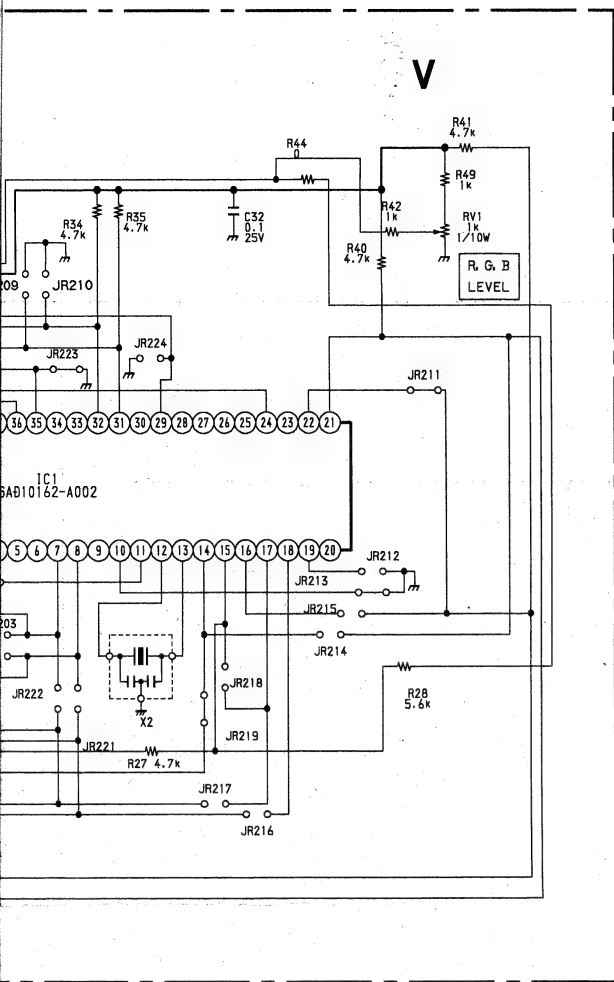 V
R41
4.7k
R44
0
R49
1k
R42
1k
RV1
1k
1/10W
R34
4.7k
R35
4.7k
C32
0.1
25V
R40
4.7k
R, G, B
LEVEL
JR210
JR224
JR223
JR211
36 35 34 33 32 31 30 29 28 27 26 25 24 23 22 21
IC1
10162-A002
5 6 7 8 9 10 11 12 13 14 15 16 17 18 19 20
JR212
JR213
JR215
203
JR214
JR218
JR222
R28
5.6k
X2
JR219
JR221
R27 4.7k
JR217
JR216